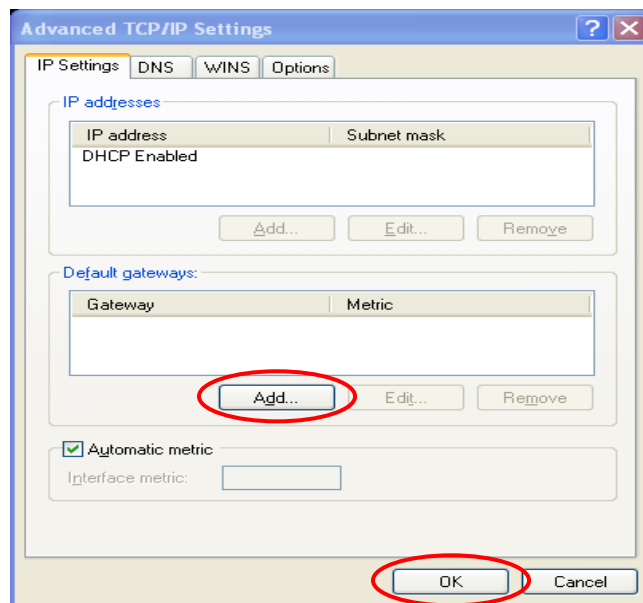 Advanced TCP/IP Settings
IP Settings DNS WINS Options
IP addresses
IP address Subnet mask
DHCP Enabled
Add... Edit... Remove
Default gateways:
Gateway Metric
Add... Edit... Remove
Automatic metric
Interface metric:
OK Cancel